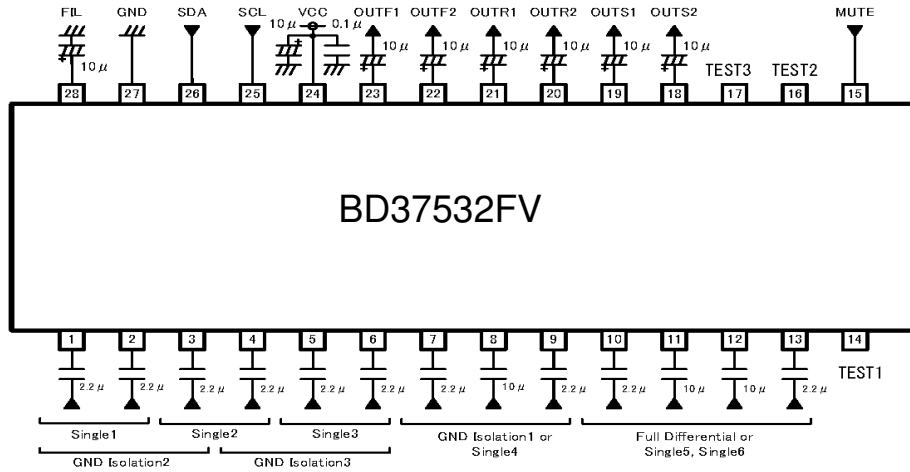 FIL GND SDA SCL VCC OUTF1 OUTF2 OUTR1 OUTR2 OUTS1 OUTS2 MUTE
10μ 0.1μ
10μ 10μ 10μ 10μ 10μ 10μ 10μ
TEST3 TEST2
28 27 26 25 24 23 22 21 20 19 18 17 16 15
BD37532FV
1 2 3 4 5 6 7 8 9 10 11 12 13 14
TEST1
2.2μ 2.2μ 2.2μ 2.2μ 2.2μ 2.2μ 2.2μ 10μ 2.2μ 2.2μ 10μ 10μ 2.2μ
Single1 Single2 Single3 GND Isolation1 or Full Differential or
Single4 Single5, Single6
GND Isolation2 GND Isolation3